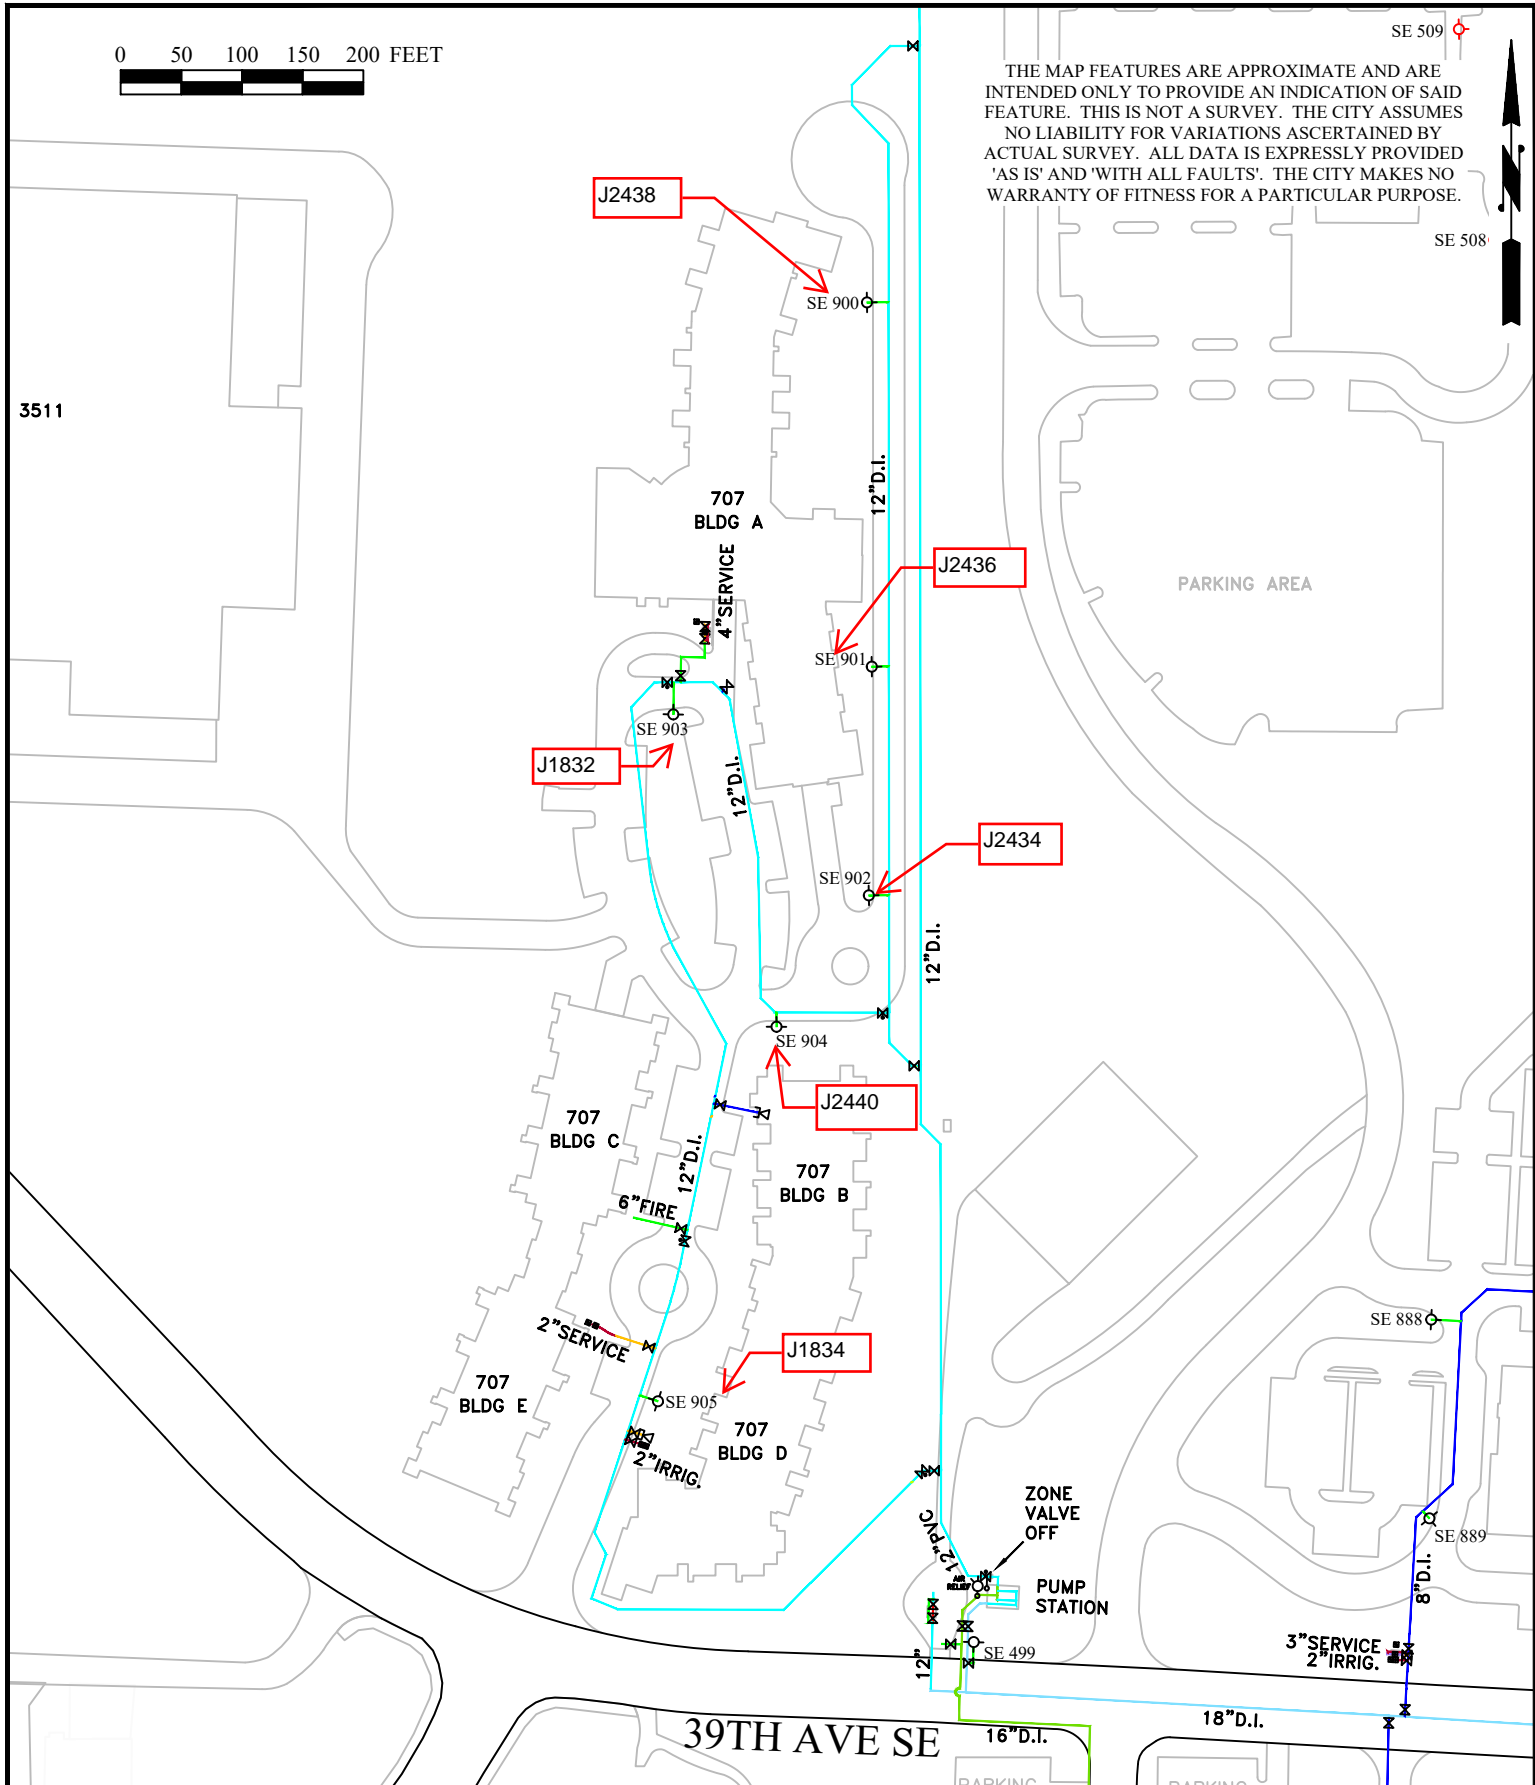 0 50 100 150 200 FEET
SE 509
THE MAP FEATURES ARE APPROXIMATE AND ARE
INTENDED ONLY TO PROVIDE AN INDICATION OF SAID
FEATURE. THIS IS NOT A SURVEY. THE CITY ASSUMES
NO LIABILITY FOR VARIATIONS ASCERTAINED BY
ACTUAL SURVEY. ALL DATA IS EXPRESSLY PROVIDED
'AS IS' AND 'WITH ALL FAULTS'. THE CITY MAKES NO
WARRANTY OF FITNESS FOR A PARTICULAR PURPOSE.
N
J2438
SE 508
SE 900
3511
12"D.I.
707
BLDG A
4"SERVICE
J2436
PARKING AREA
SE 901
SE 903
J1832
12"D.I.
J2434
SE 902
12"D.I.
SE 904
J2440
707
BLDG C
12"D.I.
707
BLDG B
6"FIRE
2"SERVICE
SE 888
J1834
707
BLDG E
SE 905
707
BLDG D
2"IRRIG.
ZONE
VALVE
OFF
12"PVC
SE 889
AIR
RELIEF
PUMP
STATION
8"D.I.
12"
SE 499
3"SERVICE
2"IRRIG.
39TH AVE SE
16"D.I.
18"D.I.
PARKING
PARKING